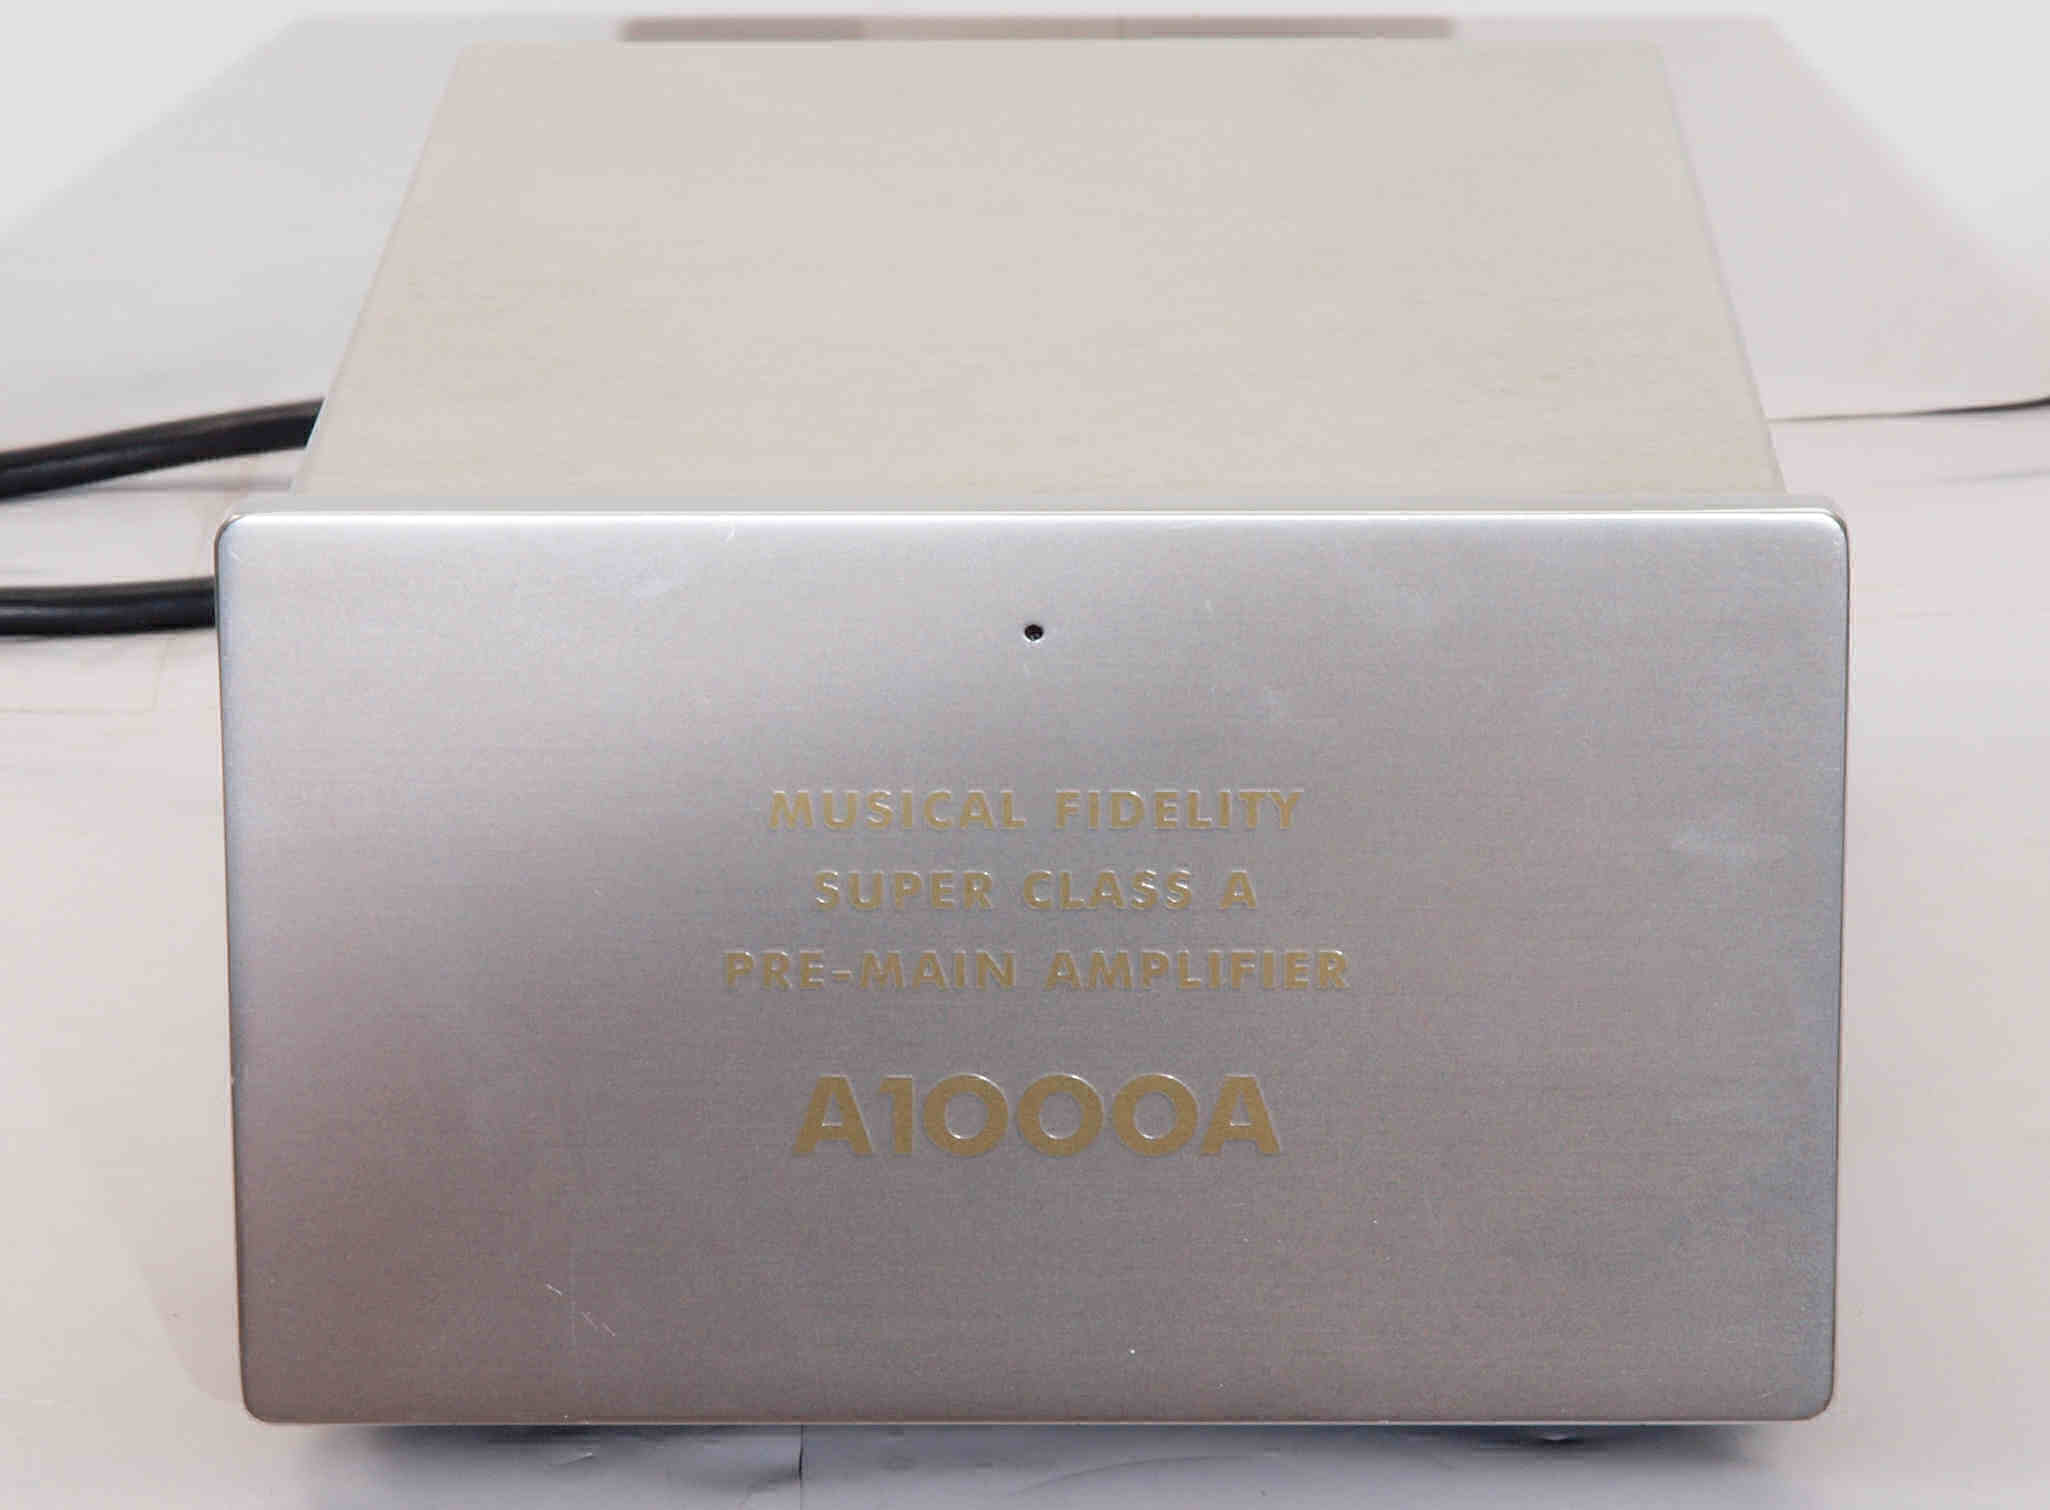 MUSICAL FIDELITY
SUPER CLASS A
PRE-MAIN AMPLIFIER
A1000A